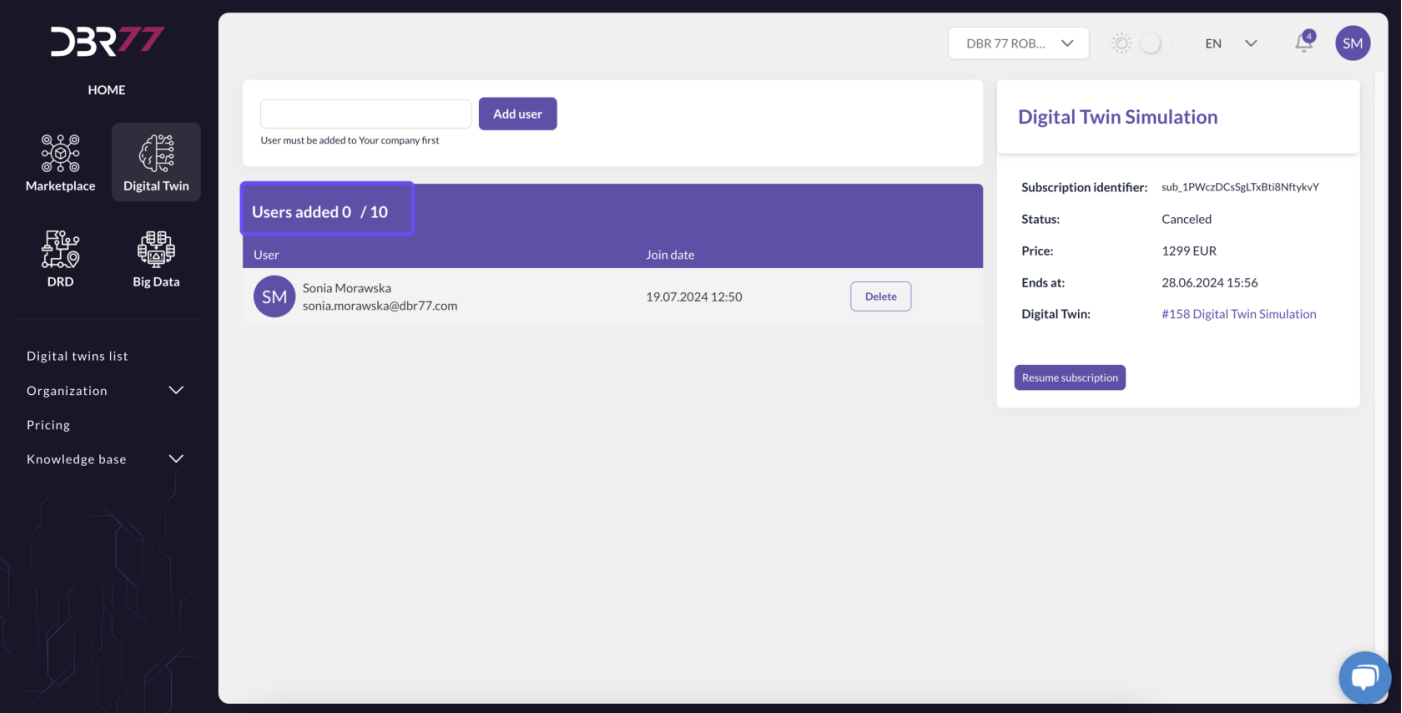 DBR77
HOME
Marketplace
Digital Twin
DRD
Big Data
Digital twins list
Organization
Pricing
Knowledge base
DBR 77 ROB...
EN
4
SM
Add user
User must be added to Your company first
Users added 0 / 10
User Join date
SM
Sonia Morawska
sonia.morawska@dbr77.com
19.07.2024 12:50
Delete
Digital Twin Simulation
Subscription identifier: sub_1PWczDCsSgLTxBti8NftykvY
Status: Canceled
Price: 1299 EUR
Ends at: 28.06.2024 15:56
Digital Twin: #158 Digital Twin Simulation
Resume subscription